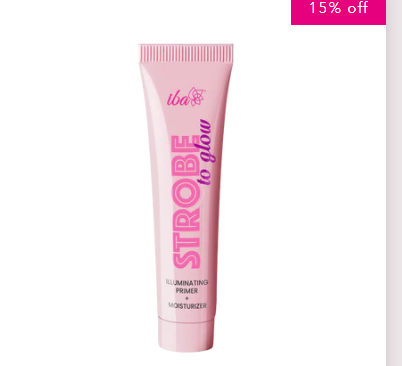 15% off
iba
STROBE
to glow
ILLUMINATING
PRIMER
+
MOISTURIZER